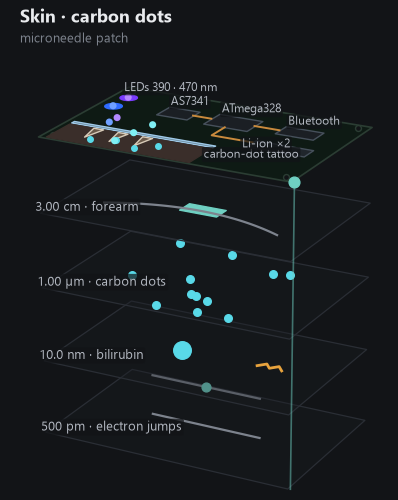 Skin · carbon dots
microneedle patch
LEDs 390 · 470 nm
AS7341
ATmega328
Bluetooth
Li-ion ×2
carbon-dot tattoo
3.00 cm · forearm
1.00 µm · carbon dots
10.0 nm · bilirubin
500 pm · electron jumps